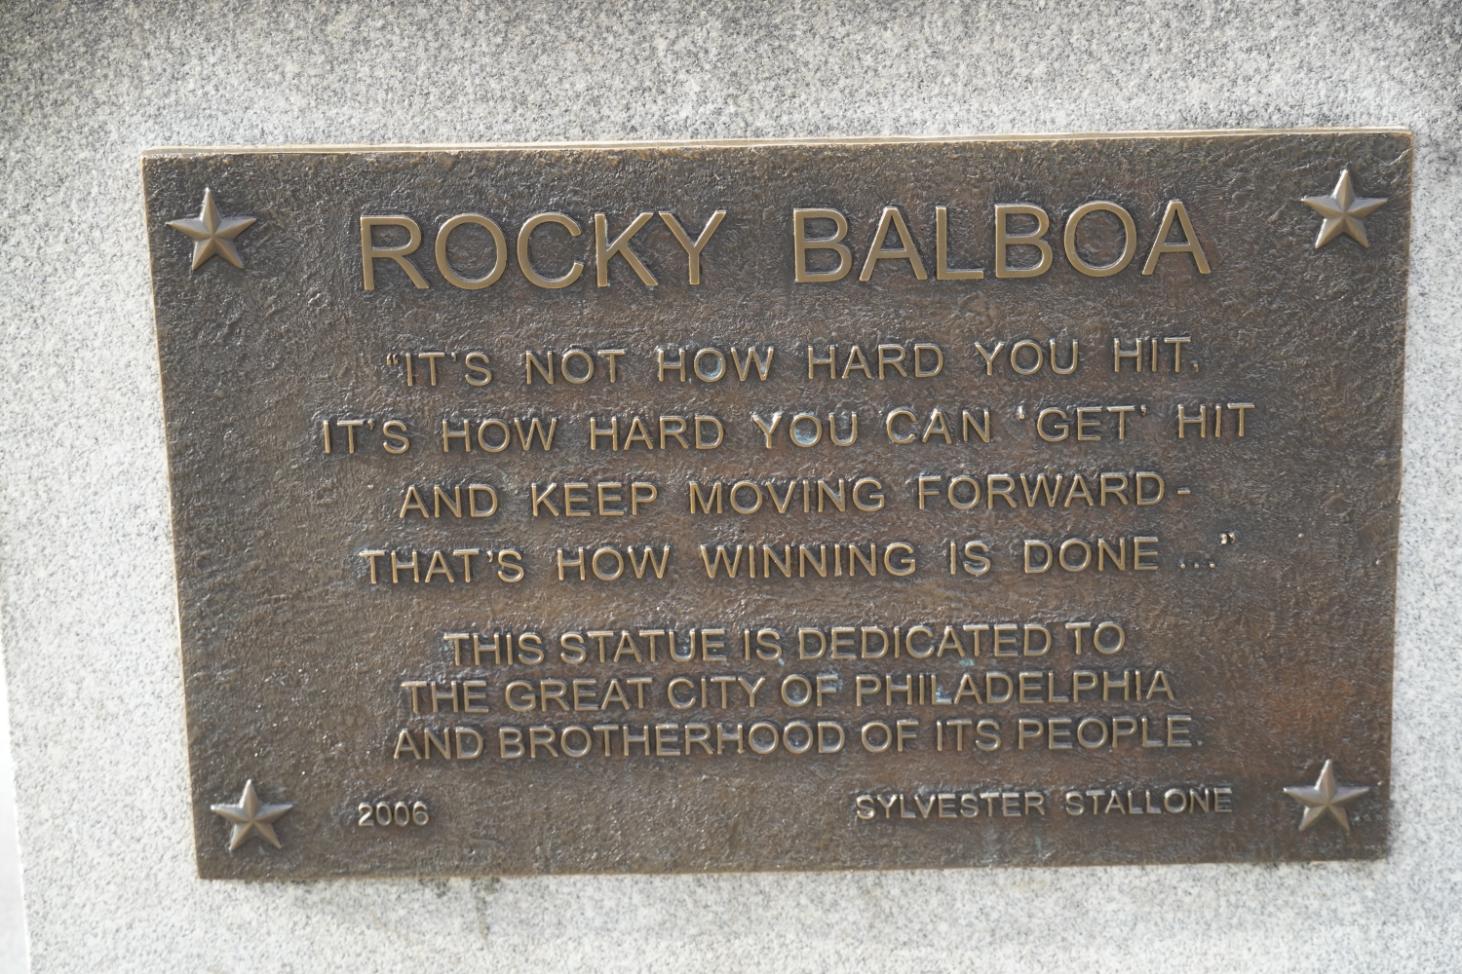 ROCKY BALBOA
“IT’S NOT HOW HARD YOU HIT,
IT’S HOW HARD YOU CAN ‘GET’ HIT
AND KEEP MOVING FORWARD-
THAT’S HOW WINNING IS DONE ...”
THIS STATUE IS DEDICATED TO
THE GREAT CITY OF PHILADELPHIA
AND BROTHERHOOD OF ITS PEOPLE.
2006 SYLVESTER STALLONE